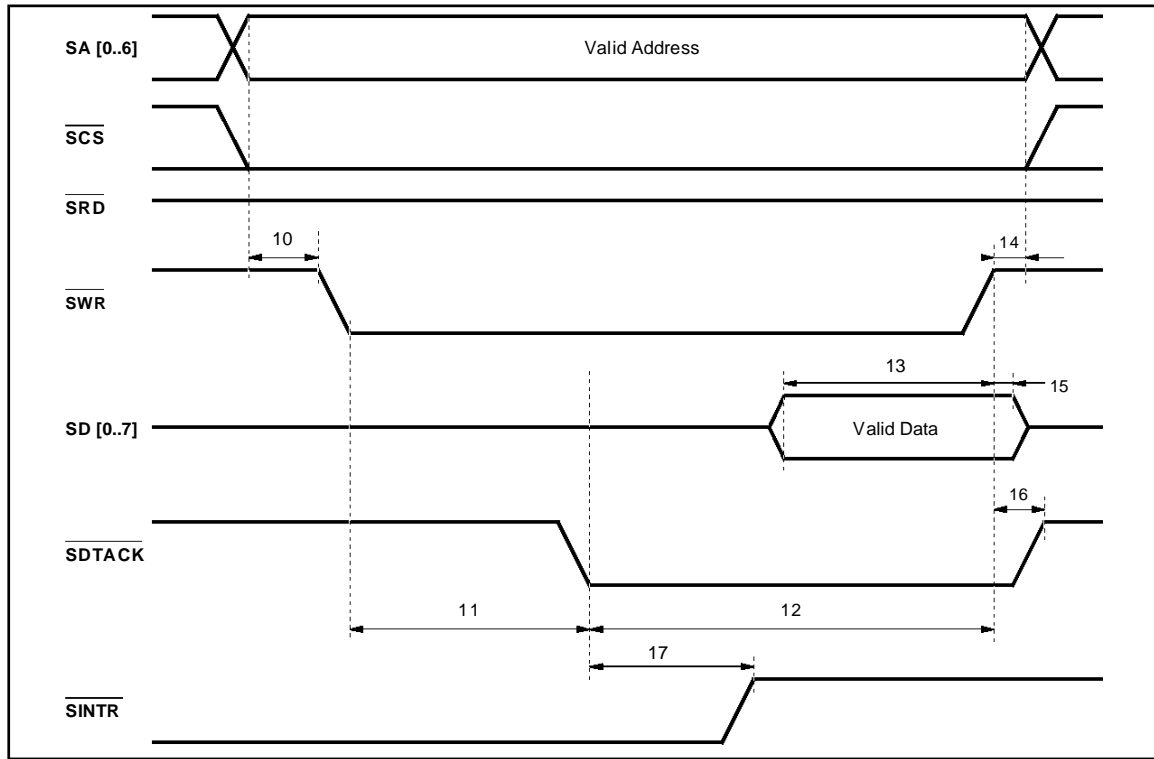 SA [0..6]
Valid Address
SCS
SRD
10
14
SWR
13
15
SD [0..7]
Valid Data
16
SDTACK
11
12
17
SINTR